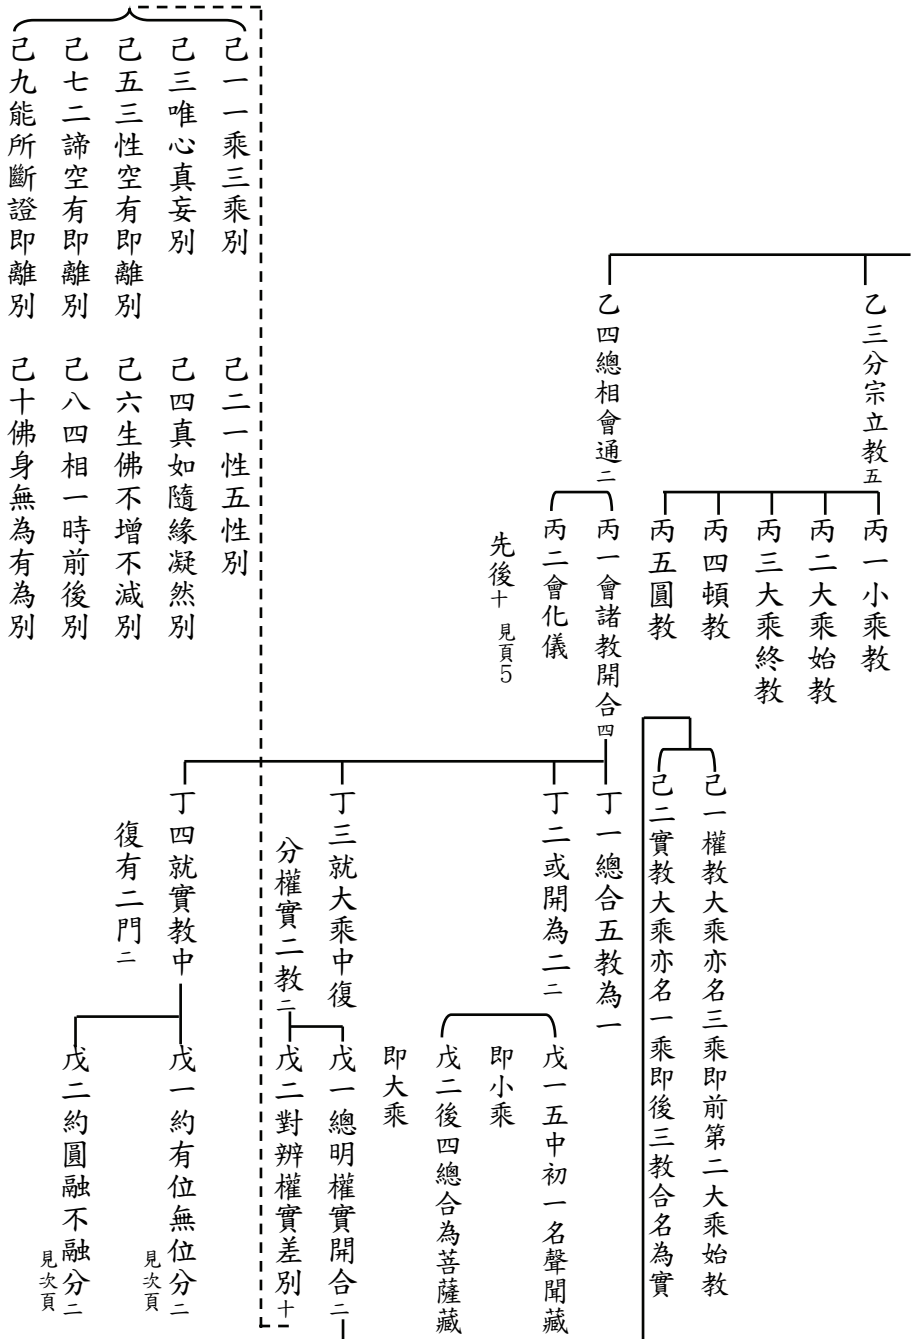 乙三分宗立教五
丙一小乘教
丙二大乘始教
丙三大乘終教
丙四頓教
丙五圓教
乙四總相會通二
丙一會諸教開合四
丙二會化儀
先後十 見頁5
丁一總合五教為一
丁二或開為二二
戊一五中初一名聲聞藏
即小乘
戊二後四總合為菩薩藏
即大乘
丁三就大乘中復
分權實二教二
戊一總明權實開合二
己一權教大乘亦名三乘即前第二大乘始教
己二實教大乘亦名一乘即後三教合名為實
戊二對辨權實差別十
己一一乘三乘別
己二一性五性別
己三唯心真妄別
己四真如隨緣凝然別
己五三性空有即離別
己六生佛不增不減別
己七二諦空有即離別
己八四相一時前後別
己九能所斷證即離別
己十佛身無為有為別
丁四就實教中
復有二門二
戊一約有位無位分二
見次頁
戊二約圓融不融分二
見次頁